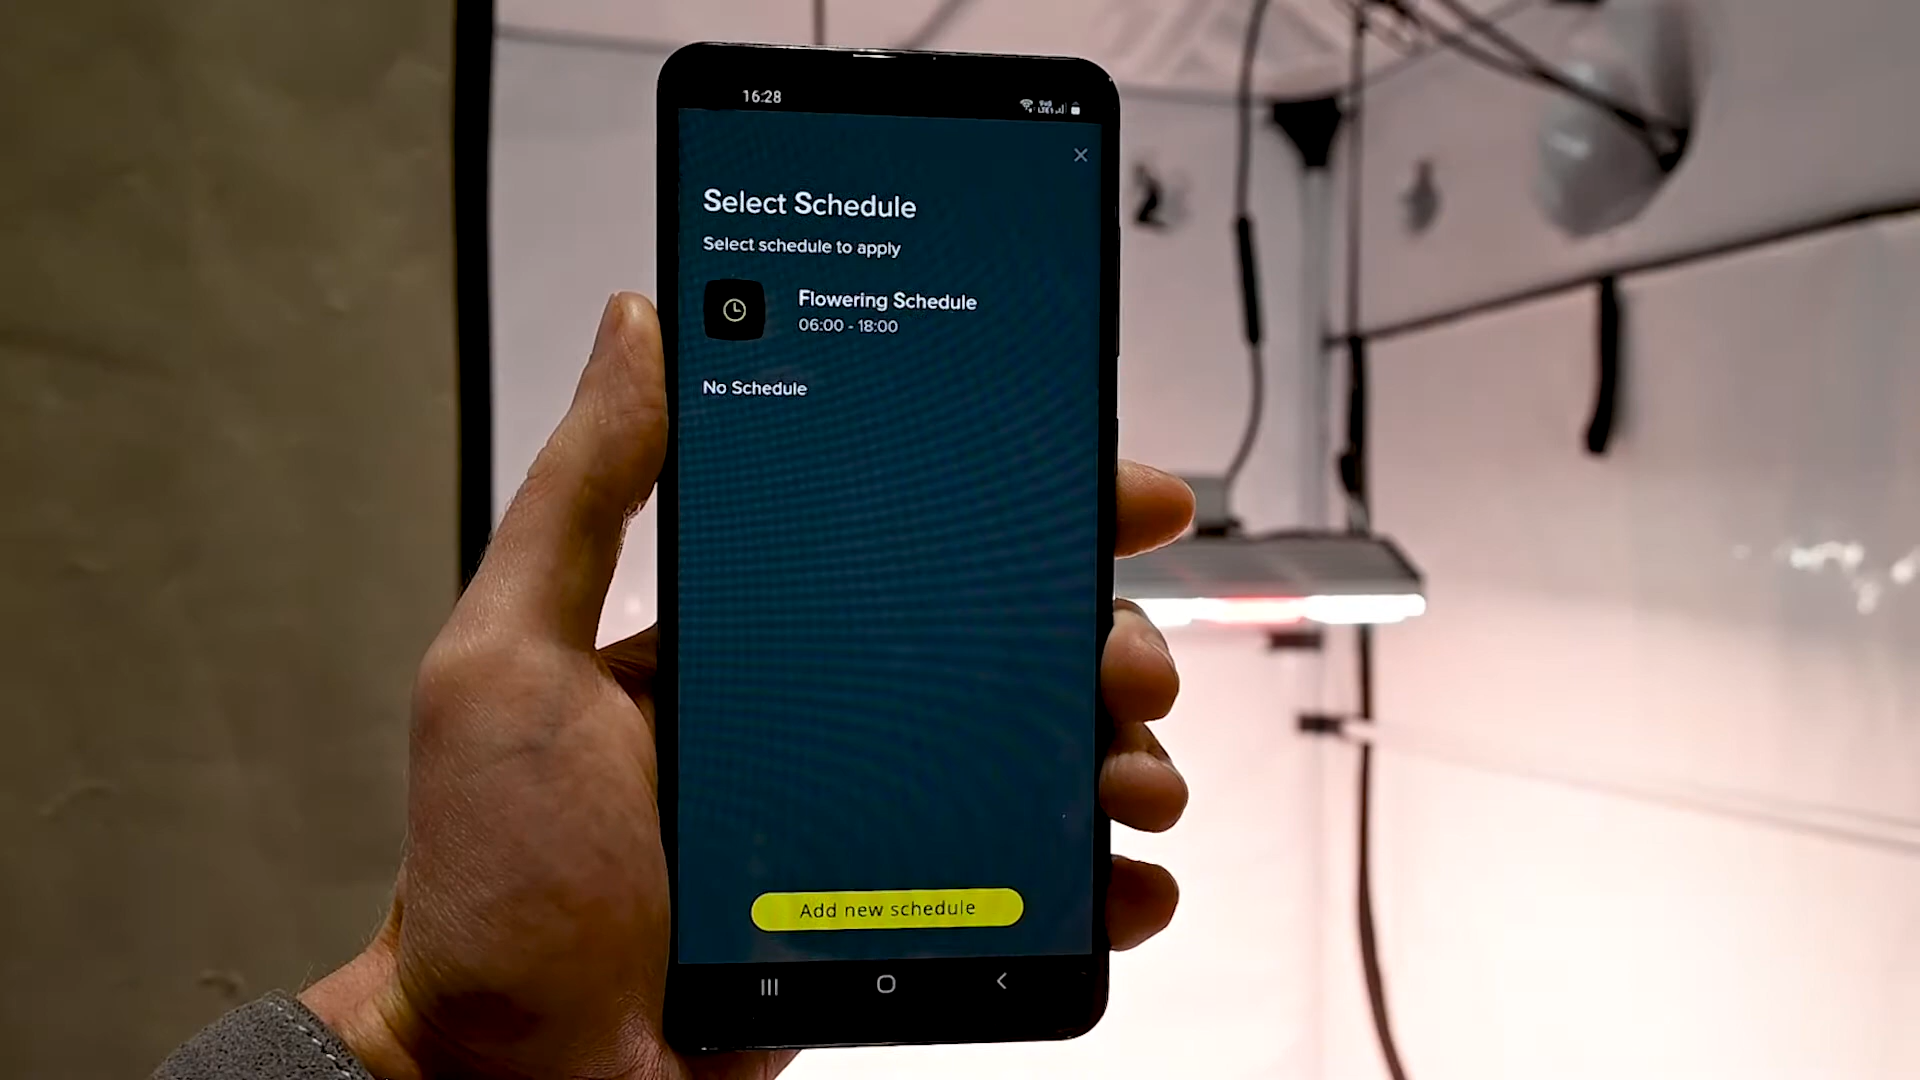 16:28
Select Schedule
Select schedule to apply
Flowering Schedule
06:00 - 18:00
No Schedule
Add new schedule